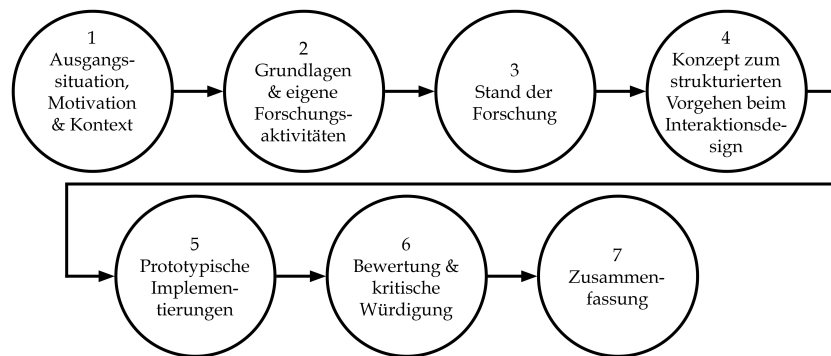 1
Ausgangs-
situation,
Motivation
& Kontext
2
Grundlagen
& eigene
Forschungs-
aktivitäten
3
Stand der
Forschung
4
Konzept zum
strukturierten
Vorgehen beim
Interaktionsde-
sign
5
Prototypische
Implemen-
tierungen
6
Bewertung &
kritische
Würdigung
7
Zusammen-
fassung